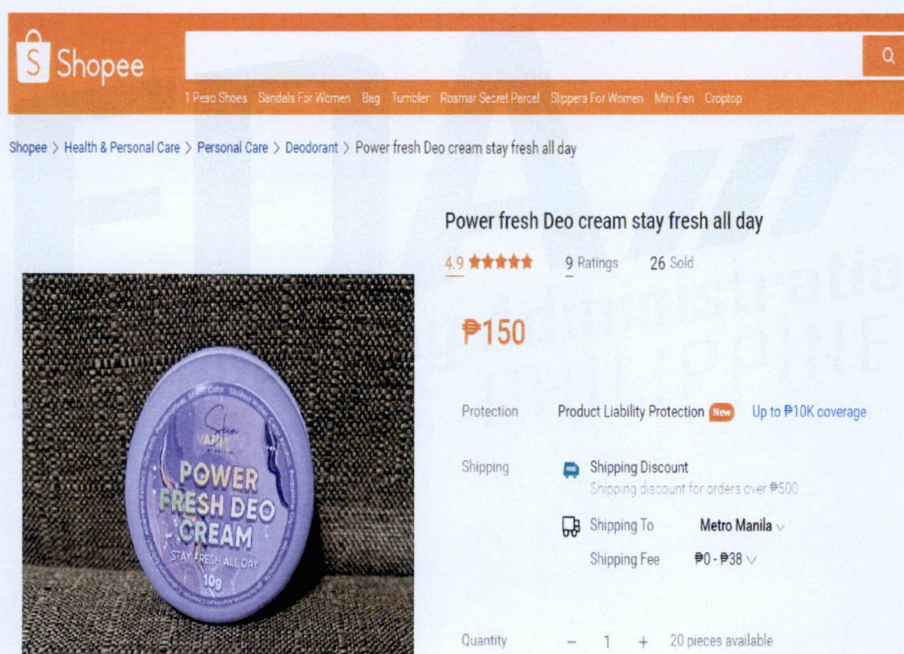 Shopee
1 Peso Shoes Sandals For Women Bag Tumbler Rosmar Secret Parcel Slippers For Women Mini Fan Croptop
Shopee > Health & Personal Care > Personal Care > Deodorant > Power fresh Deo cream stay fresh all day
Power fresh Deo cream stay fresh all day
4.9 9 Ratings 26 Sold
₱150
Protection Product Liability Protection New Up to ₱10K coverage
Shipping Shipping Discount
Shipping discount for orders over ₱500
Shipping To Metro Manila
Shipping Fee ₱0 - ₱38
Quantity − 1 + 20 pieces available
Skin
POWER
FRESH DEO
CREAM
STAY FRESH ALL DAY
10g
FDA
Administratio
PHILIPPINE